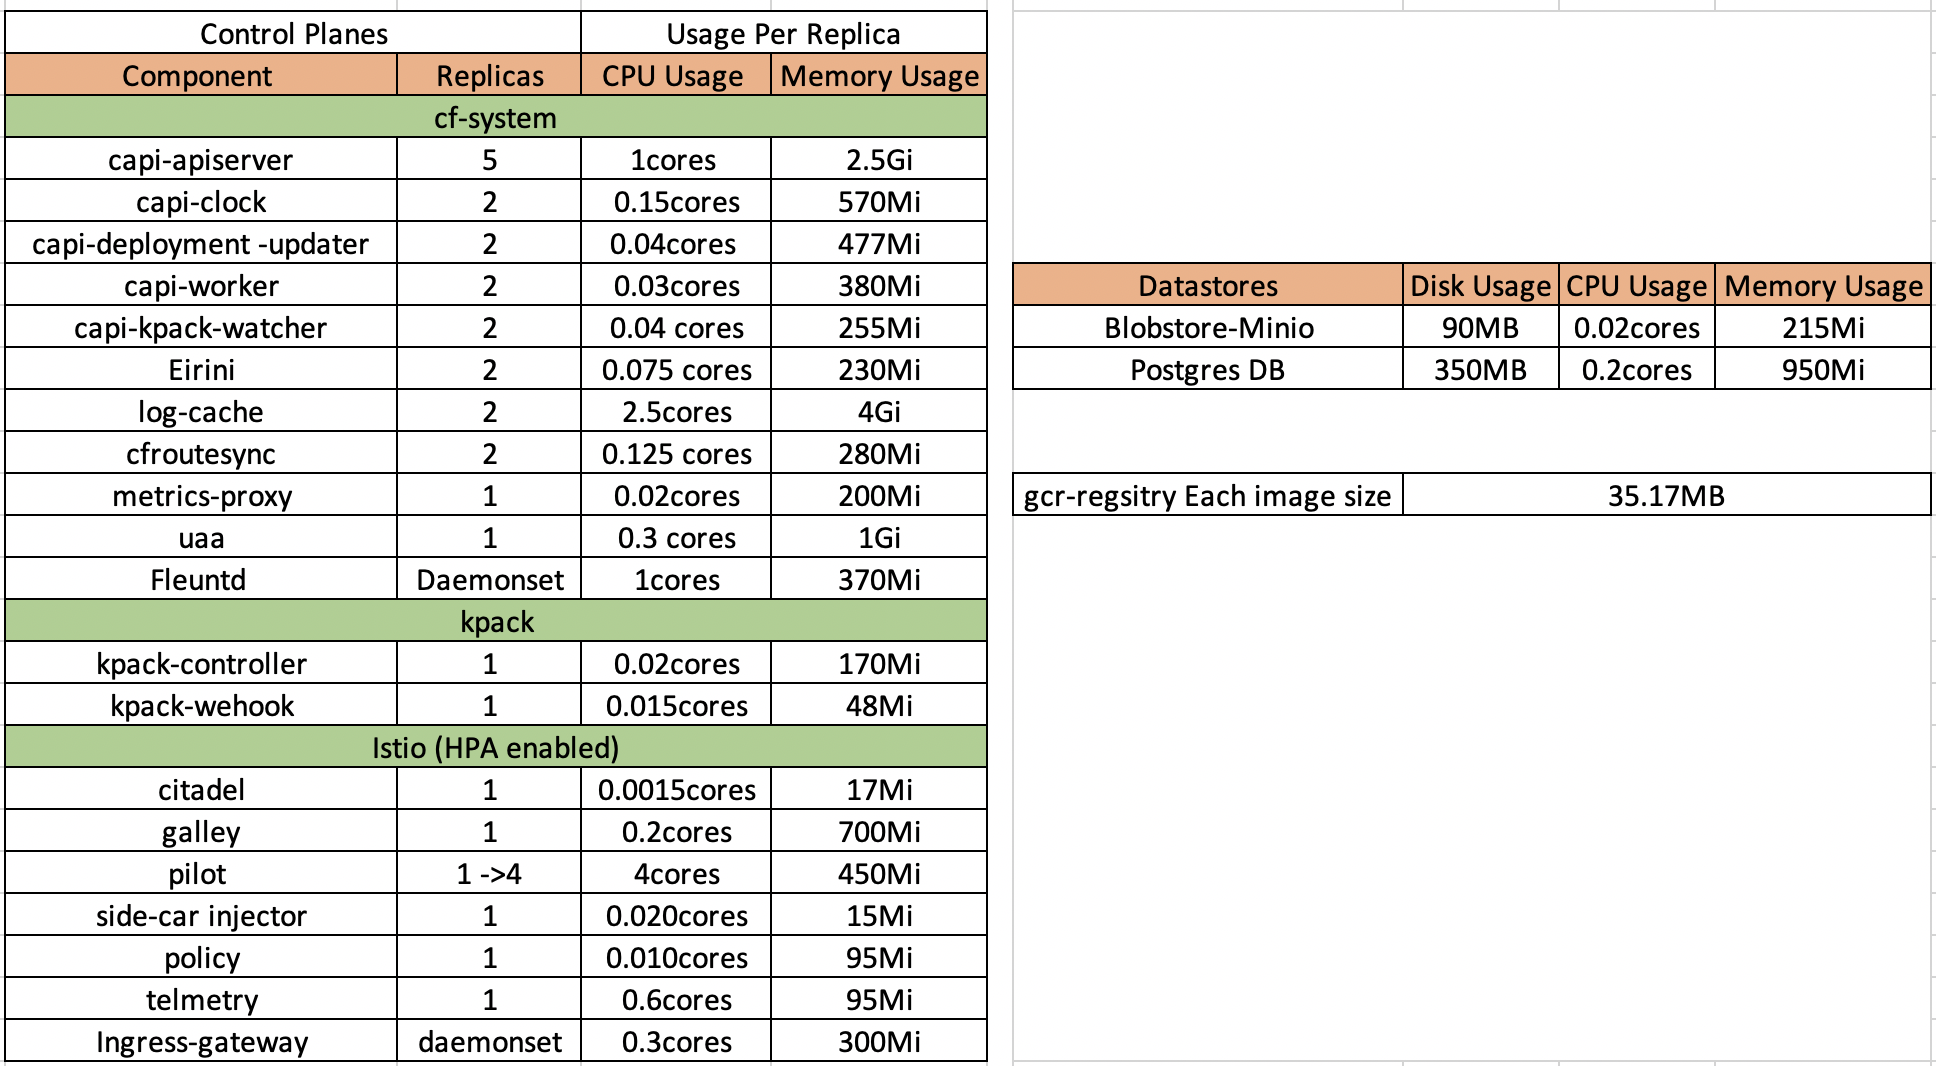 Control Planes Usage Per Replica
Component Replicas CPU Usage Memory Usage
cf-system
capi-apiserver 5 1cores 2.5Gi
capi-clock 2 0.15cores 570Mi
capi-deployment -updater 2 0.04cores 477Mi
capi-worker 2 0.03cores 380Mi
capi-kpack-watcher 2 0.04 cores 255Mi
Eirini 2 0.075 cores 230Mi
log-cache 2 2.5cores 4Gi
cfroutesync 2 0.125 cores 280Mi
metrics-proxy 1 0.02cores 200Mi
uaa 1 0.3 cores 1Gi
Fleuntd Daemonset 1cores 370Mi
kpack
kpack-controller 1 0.02cores 170Mi
kpack-wehook 1 0.015cores 48Mi
Istio (HPA enabled)
citadel 1 0.0015cores 17Mi
galley 1 0.2cores 700Mi
pilot 1 ->4 4cores 450Mi
side-car injector 1 0.020cores 15Mi
policy 1 0.010cores 95Mi
telmetry 1 0.6cores 95Mi
Ingress-gateway daemonset 0.3cores 300Mi
Datastores Disk Usage CPU Usage Memory Usage
Blobstore-Minio 90MB 0.02cores 215Mi
Postgres DB 350MB 0.2cores 950Mi
gcr-regsitry Each image size 35.17MB